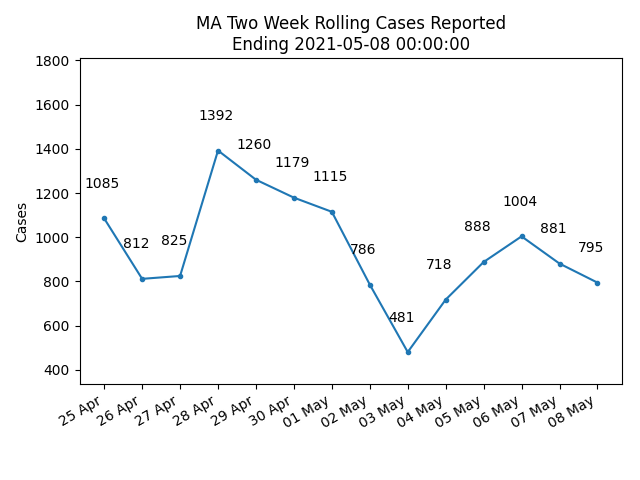 MA Two Week Rolling Cases Reported
Ending 2021-05-08 00:00:00
1800
1600
1400
1200
1000
800
600
400
Cases
1085
812
825
1392
1260
1179
1115
786
481
718
888
1004
881
795
25 Apr
26 Apr
27 Apr
28 Apr
29 Apr
30 Apr
01 May
02 May
03 May
04 May
05 May
06 May
07 May
08 May